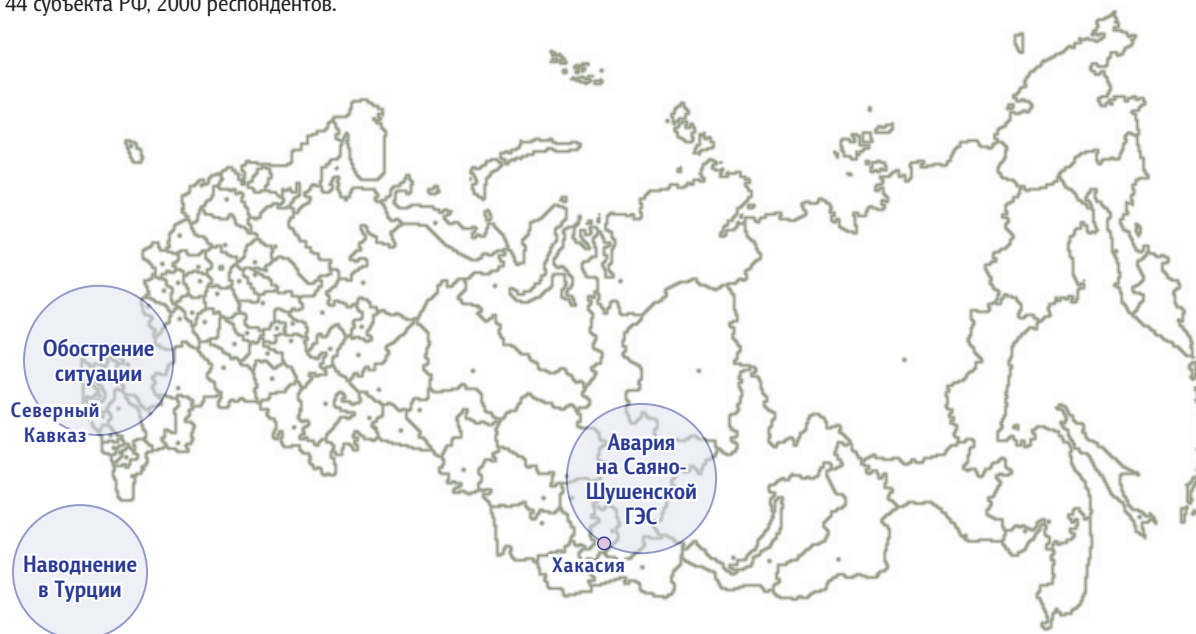 44 субъекта РФ, 2000 респондентов.
Обострение
ситуации
Северный
Кавказ
Авария
на Саяно-
Шушенской
ГЭС
Хакасия
Наводнение
в Турции